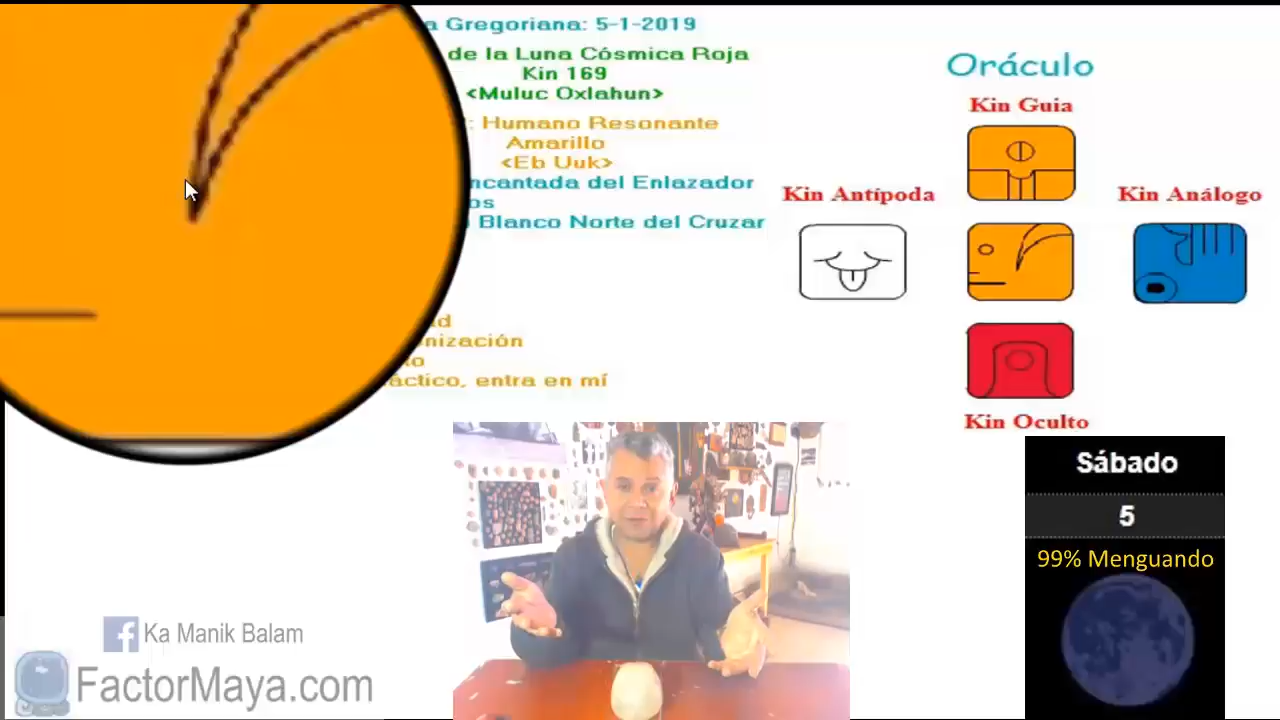 a Gregoriana: 5-1-2019
de la Luna Cósmica Roja
Kin 169
<Muluc Oxlahun>
: Humano Resonante
Amarillo
<Eb Uuk>
ncantada del Enlazador
os
Blanco Norte del Cruzar
ad
onización
áctico, entra en mí
Oráculo
Kin Guia
Kin Antípoda
Kin Análogo
Kin Oculto
Sábado
5
99% Menguando
Ka Manik Balam
FactorMaya.com